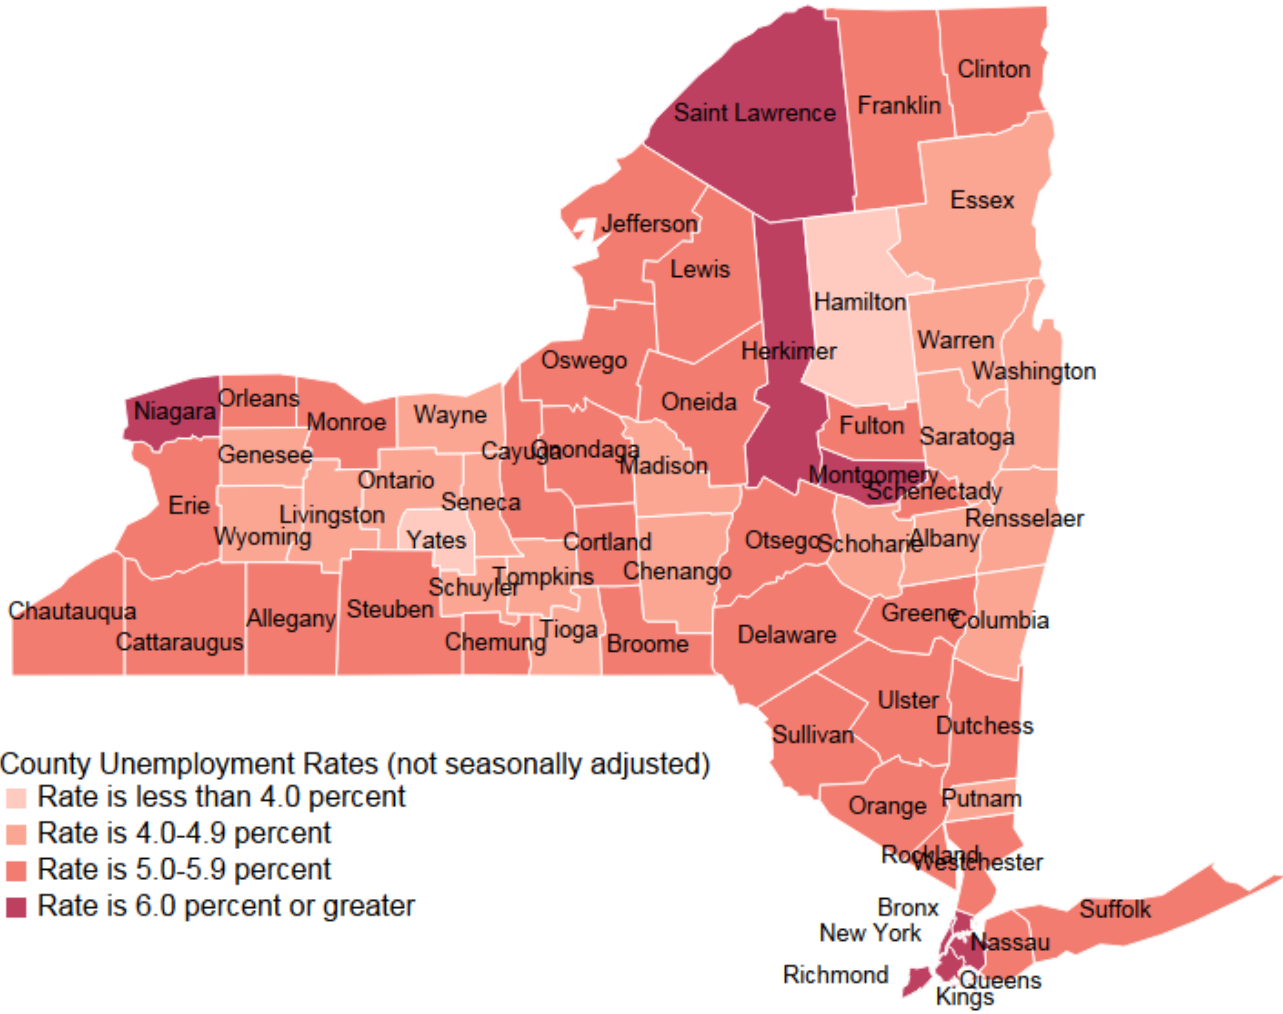 Clinton
Franklin
Saint Lawrence
Essex
Jefferson
Lewis
Hamilton
Warren
Herkimer
Oswego
Washington
Oneida
Orleans
Niagara
Wayne
Monroe
Fulton
Saratoga
Cayuga
Onondaga
Genesee
Madison
Ontario
Montgomery
Schenectady
Seneca
Erie
Livingston
Rensselaer
Wyoming
Yates
Cortland
Otsego
Schoharie
Albany
Chenango
Tompkins
Schuyler
Chautauqua
Steuben
Allegany
Greene
Columbia
Tioga
Delaware
Cattaraugus
Chemung
Broome
Ulster
Dutchess
Sullivan
County Unemployment Rates (not seasonally adjusted)
Rate is less than 4.0 percent
Rate is 4.0-4.9 percent
Rate is 5.0-5.9 percent
Rate is 6.0 percent or greater
Putnam
Orange
Rockland
Westchester
Bronx
Suffolk
New York
Nassau
Richmond
Queens
Kings